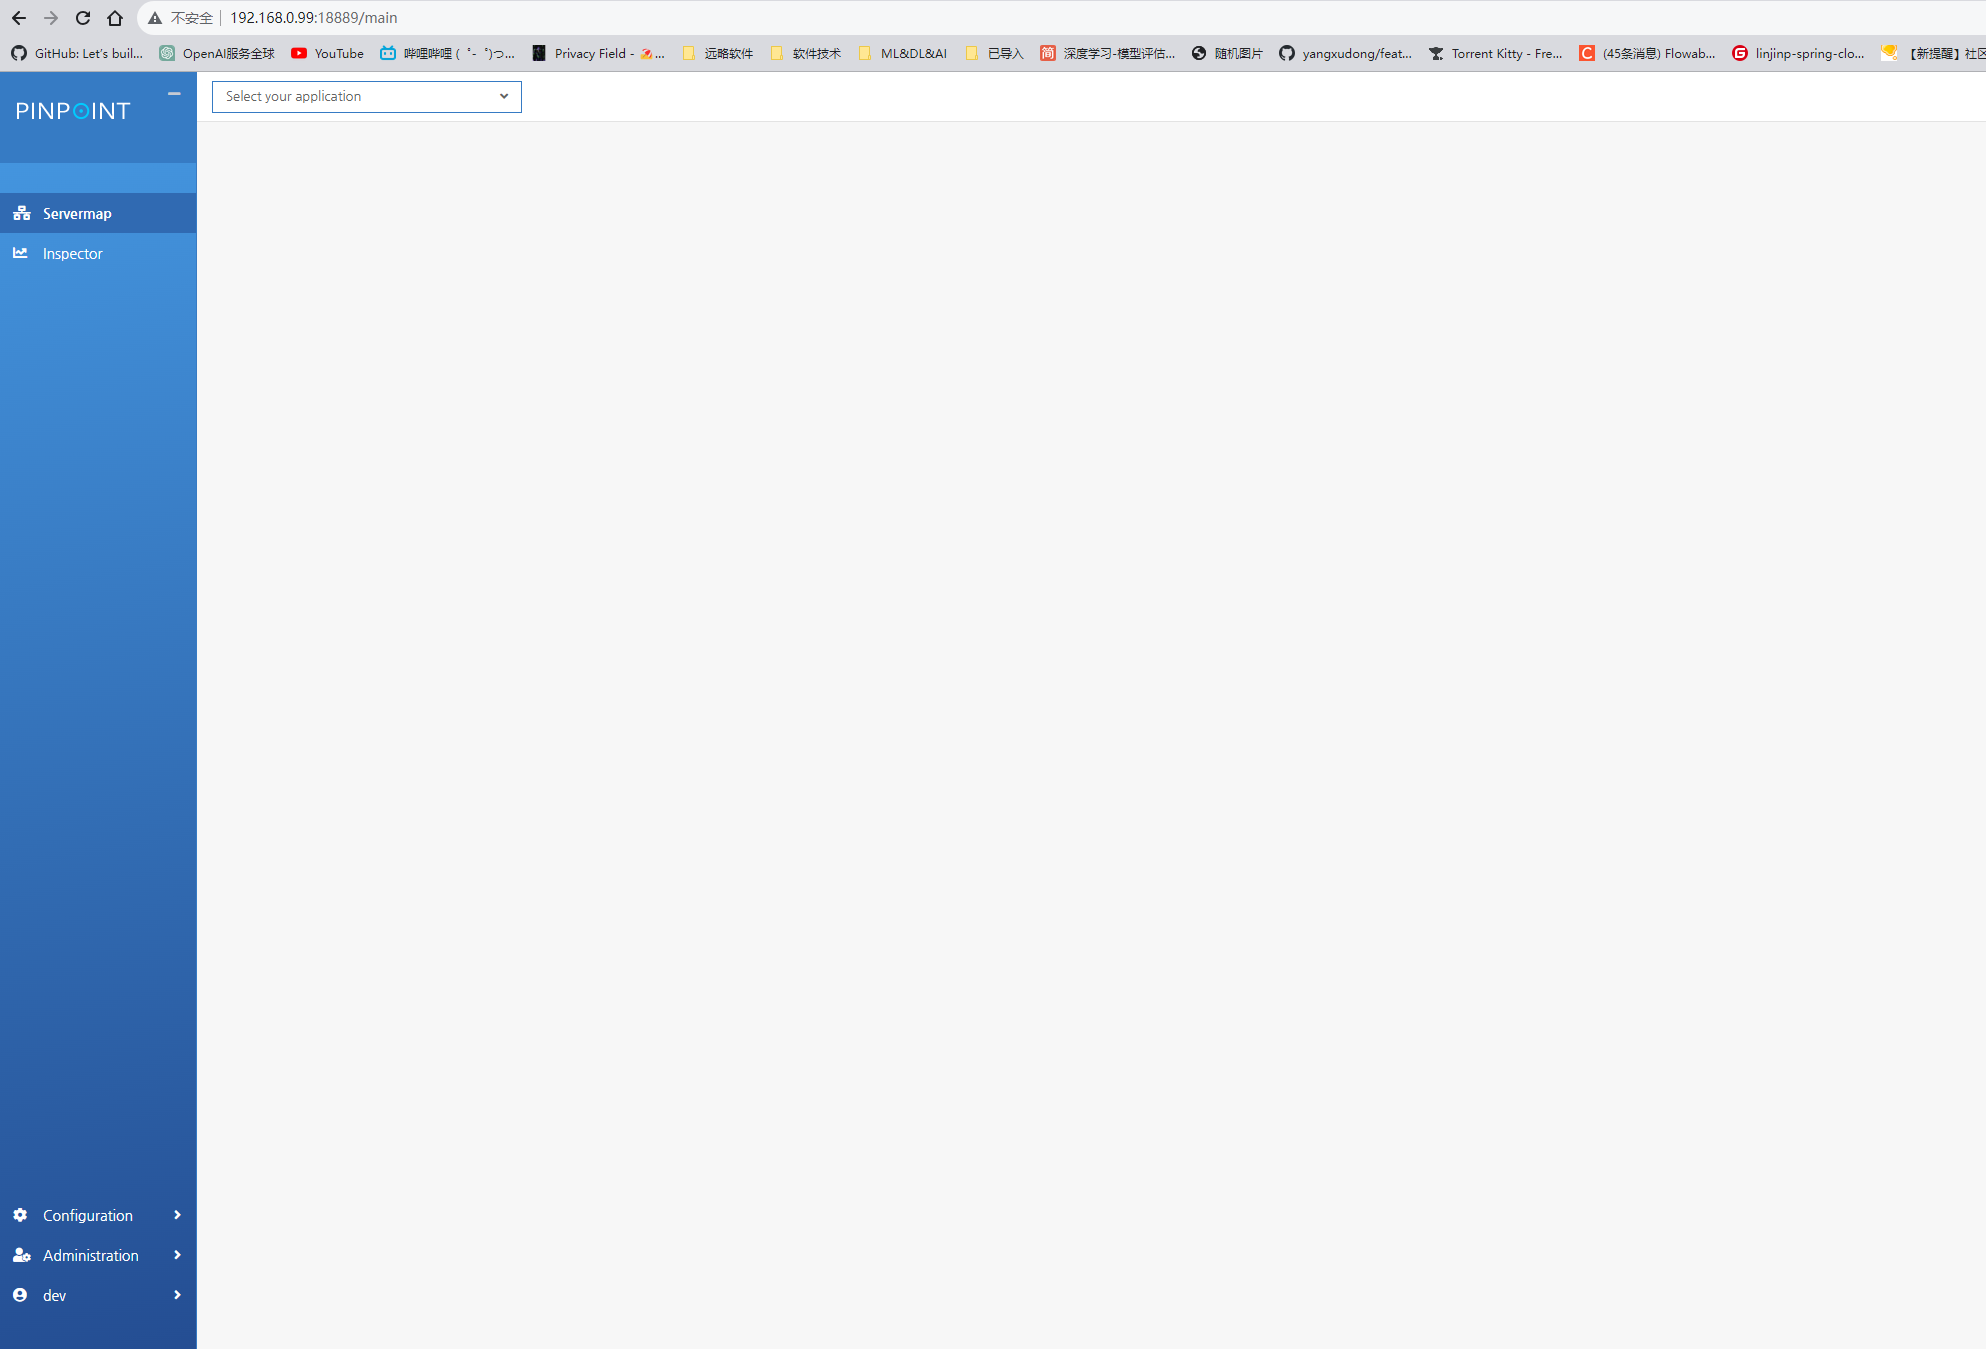 不安全 192.168.0.99:18889/main
GitHub: Let's buil... OpenAI服务全球 YouTube 哔哩哔哩 ( ゜- ゜)つ... Privacy Field - 🏖️... 远略软件 软件技术 ML&DL&AI 已导入 简 深度学习-模型评估... 随机图片 yangxudong/feat... Torrent Kitty - Fre... C (45条消息) Flowab... G linjinp-spring-clo... 【新提醒】社区
PINPOINT
Select your application
Servermap
Inspector
Configuration
Administration
dev